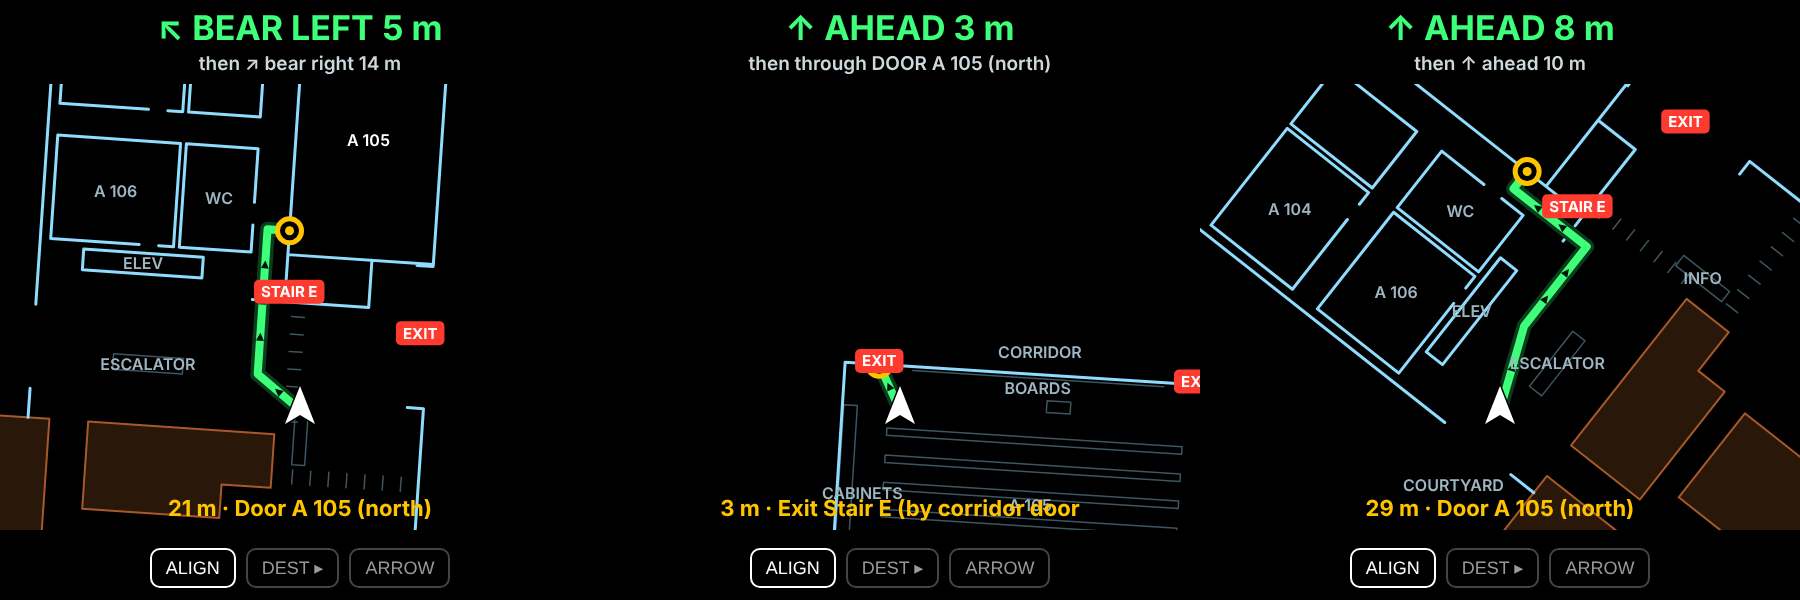 ↖ BEAR LEFT 5 m
then ↗ bear right 14 m
A 105
A 106
WC
ELEV
STAIR E
EXIT
ESCALATOR
21 m · Door A 105 (north)
ALIGN
DEST ▸
ARROW
↑ AHEAD 3 m
then through DOOR A 105 (north)
CORRIDOR
EXIT
EX
BOARDS
CABINETS
A 105
3 m · Exit Stair E (by corridor door
ALIGN
DEST ▸
ARROW
↑ AHEAD 8 m
then ↑ ahead 10 m
EXIT
A 104
WC
STAIR E
INFO
A 106
ELEV
ESCALATOR
COURTYARD
29 m · Door A 105 (north)
ALIGN
DEST ▸
ARROW